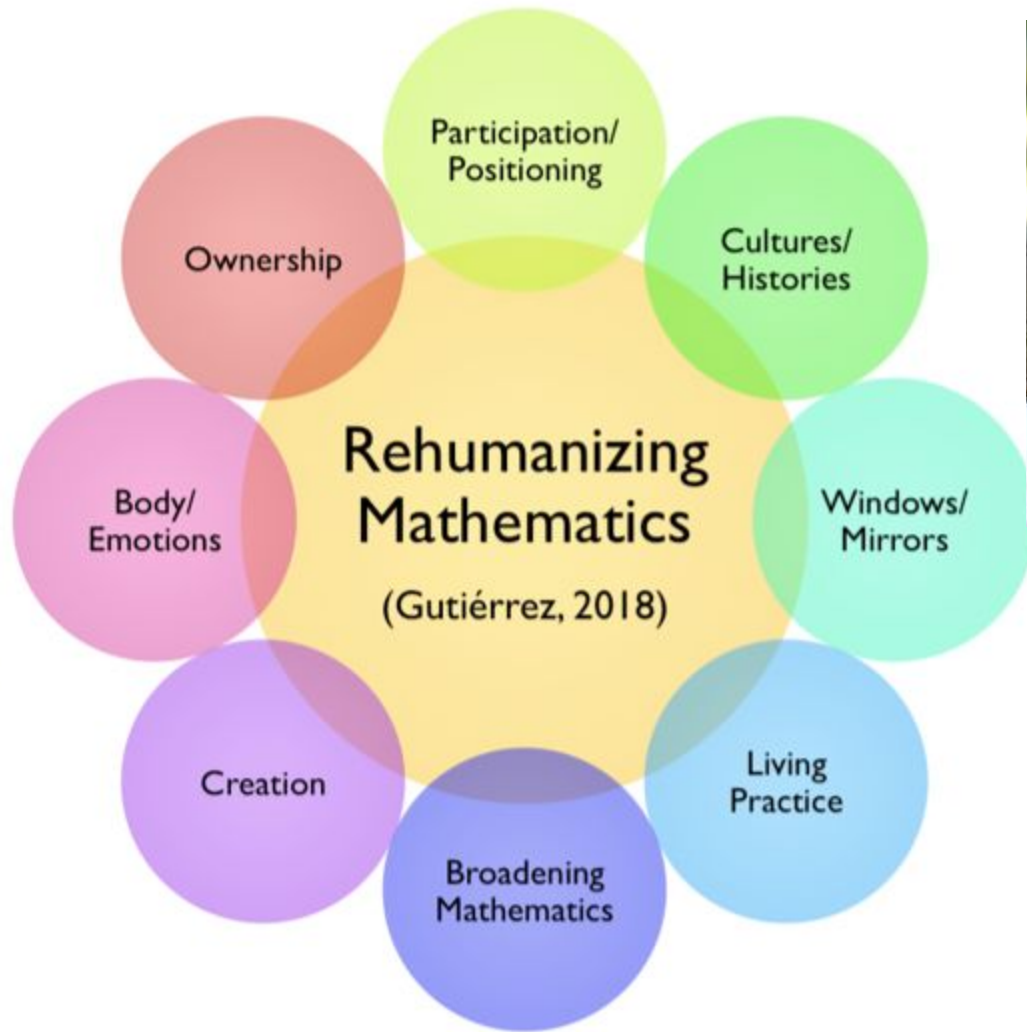 Participation/
Positioning
Cultures/
Histories
Ownership
Rehumanizing
Mathematics
(Gutiérrez, 2018)
Windows/
Mirrors
Body/
Emotions
Living
Practice
Creation
Broadening
Mathematics